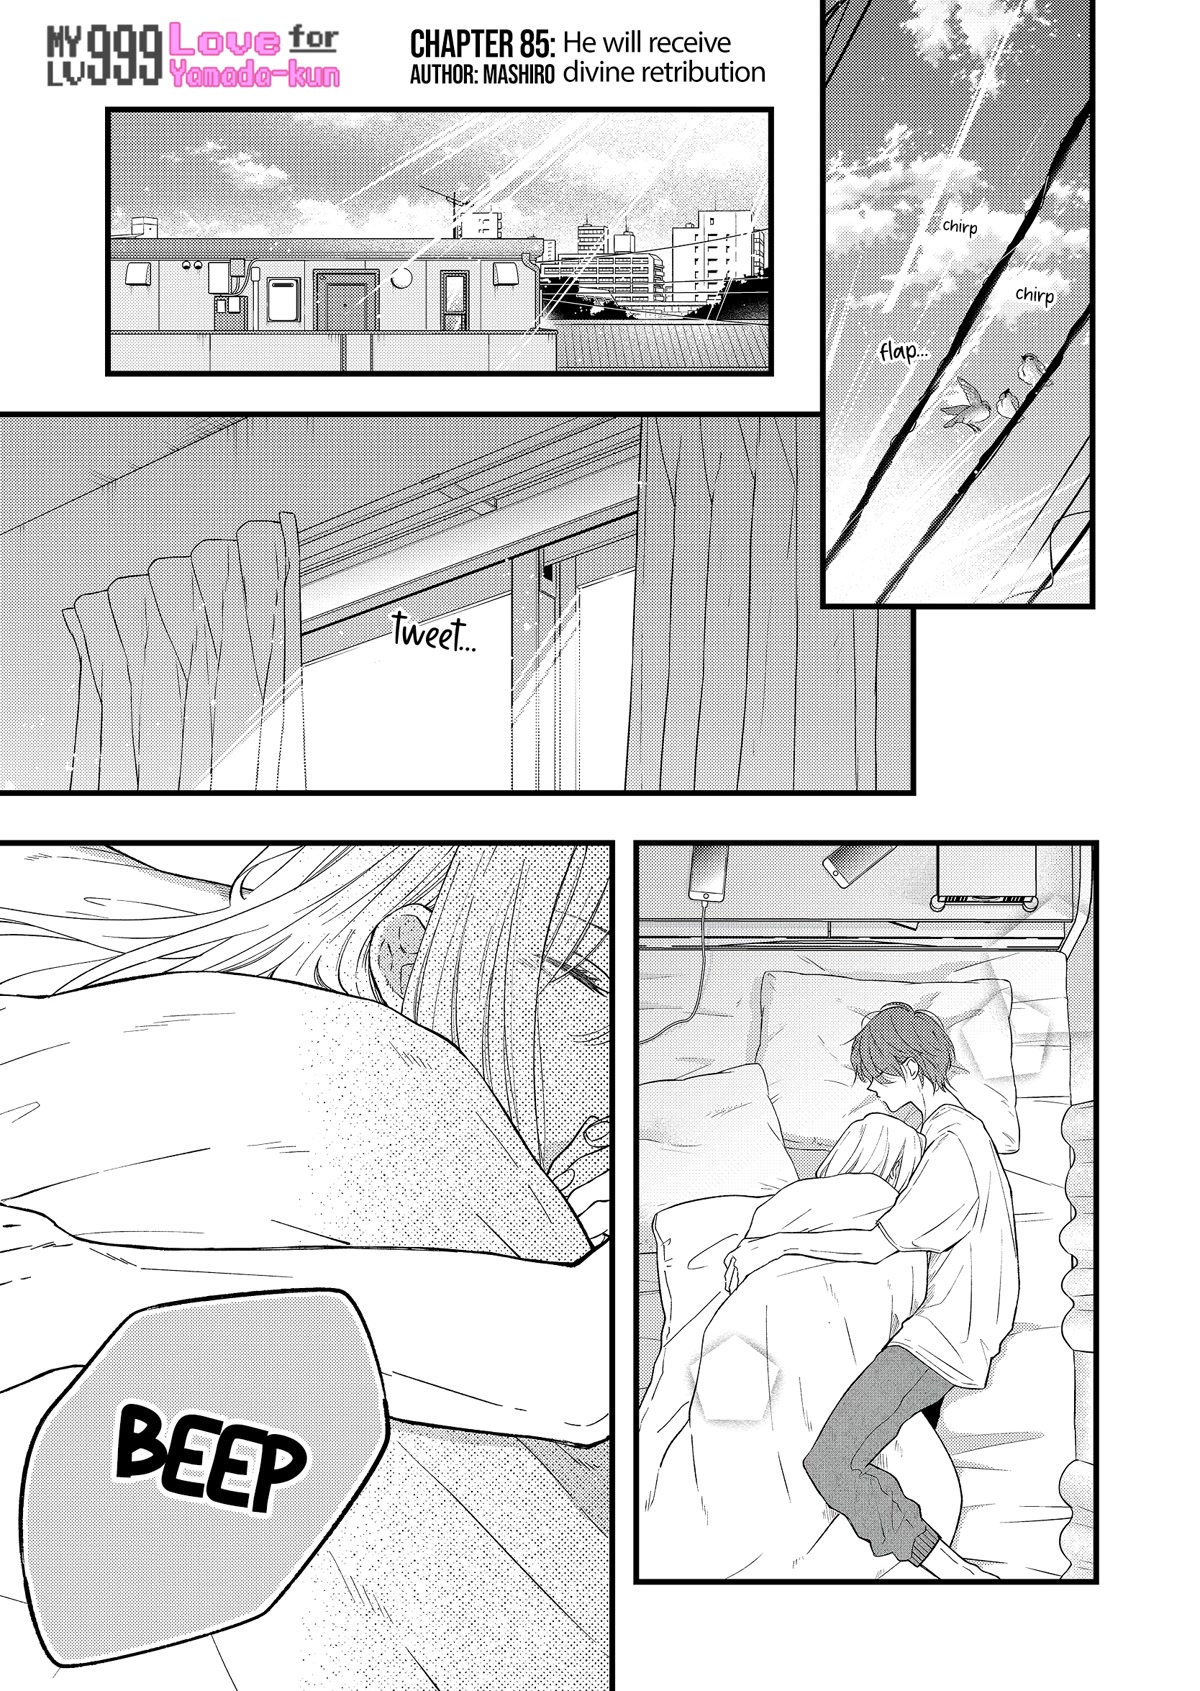 MY LV999 Love for Yamada-kun
CHAPTER 85: He will receive
AUTHOR: MASHIRO divine retribution
chirp
chirp
flap...
tweet...
BEEP